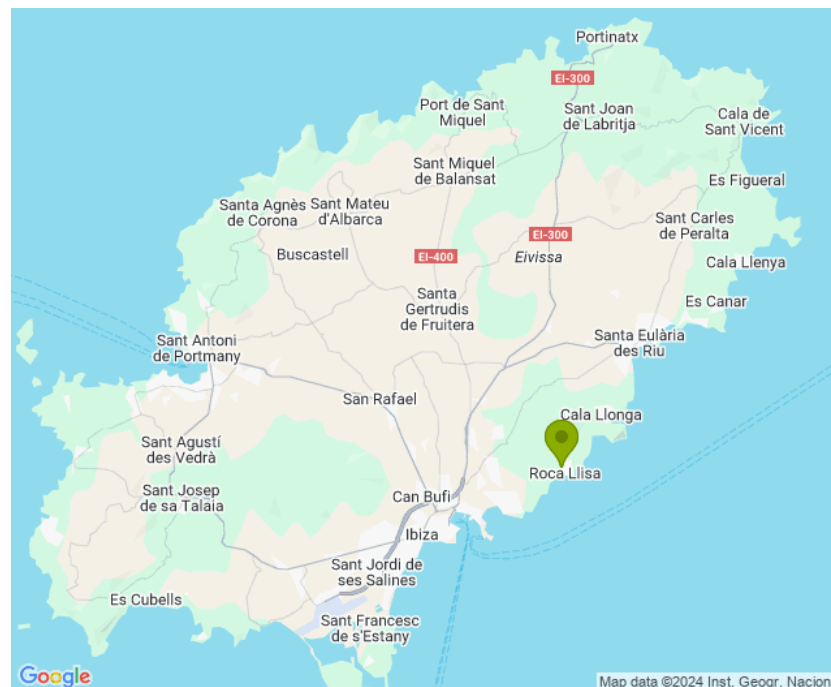 Portinatx
EI-300
Port de Sant
Miquel
Sant Joan
de Labritja
Cala de
Sant Vicent
Sant Miquel
de Balansat
Es Figueral
Santa Agnès
de Corona
Sant Mateu
d'Albarca
Sant Carles
de Peralta
EI-300
Buscastell
EI-400
Eivissa
Cala Llenya
Santa
Gertrudis
de Fruitera
Es Canar
Sant Antoni
de Portmany
Santa Eulària
des Riu
San Rafael
Cala Llonga
Sant Agustí
des Vedrà
Roca Llisa
Sant Josep
de sa Talaia
Can Bufi
Ibiza
Sant Jordi de
ses Salines
Es Cubells
Sant Francesc
de s'Estany
Google
Map data ©2024 Inst. Geogr. Nacion